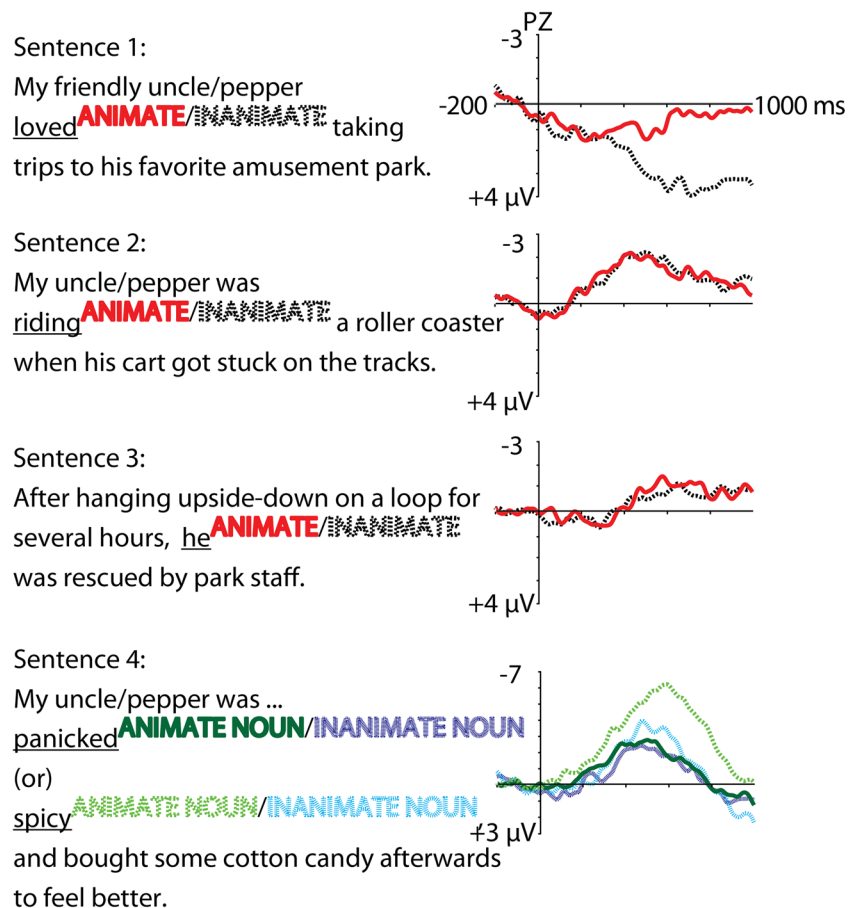 Sentence 1:
My friendly uncle/pepper
lovedANIMATE/INANIMATE taking
trips to his favorite amusement park.
PZ
-3
-200
1000 ms
+4 µV
Sentence 2:
My uncle/pepper was
ridingANIMATE/INANIMATE a roller coaster
when his cart got stuck on the tracks.
-3
+4 µV
Sentence 3:
After hanging upside-down on a loop for
several hours, heANIMATE/INANIMATE
was rescued by park staff.
-3
+4 µV
Sentence 4:
My uncle/pepper was ...
panickedANIMATE NOUN/INANIMATE NOUN
(or)
spicyANIMATE NOUN/INANIMATE NOUN
and bought some cotton candy afterwards
to feel better.
-7
+3 µV